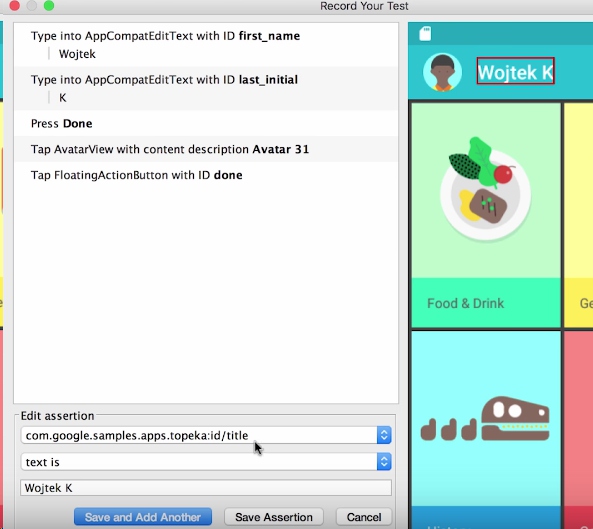 Record Your Test
Type into AppCompatEditText with ID first_name
Wojtek
Type into AppCompatEditText with ID last_initial
K
Press Done
Tap AvatarView with content description Avatar 31
Tap FloatingActionButton with ID done
Edit assertion
com.google.samples.apps.topeka:id/title
text is
Wojtek K
Save and Add Another
Save Assertion
Cancel
Wojtek K
Food & Drink
Ge